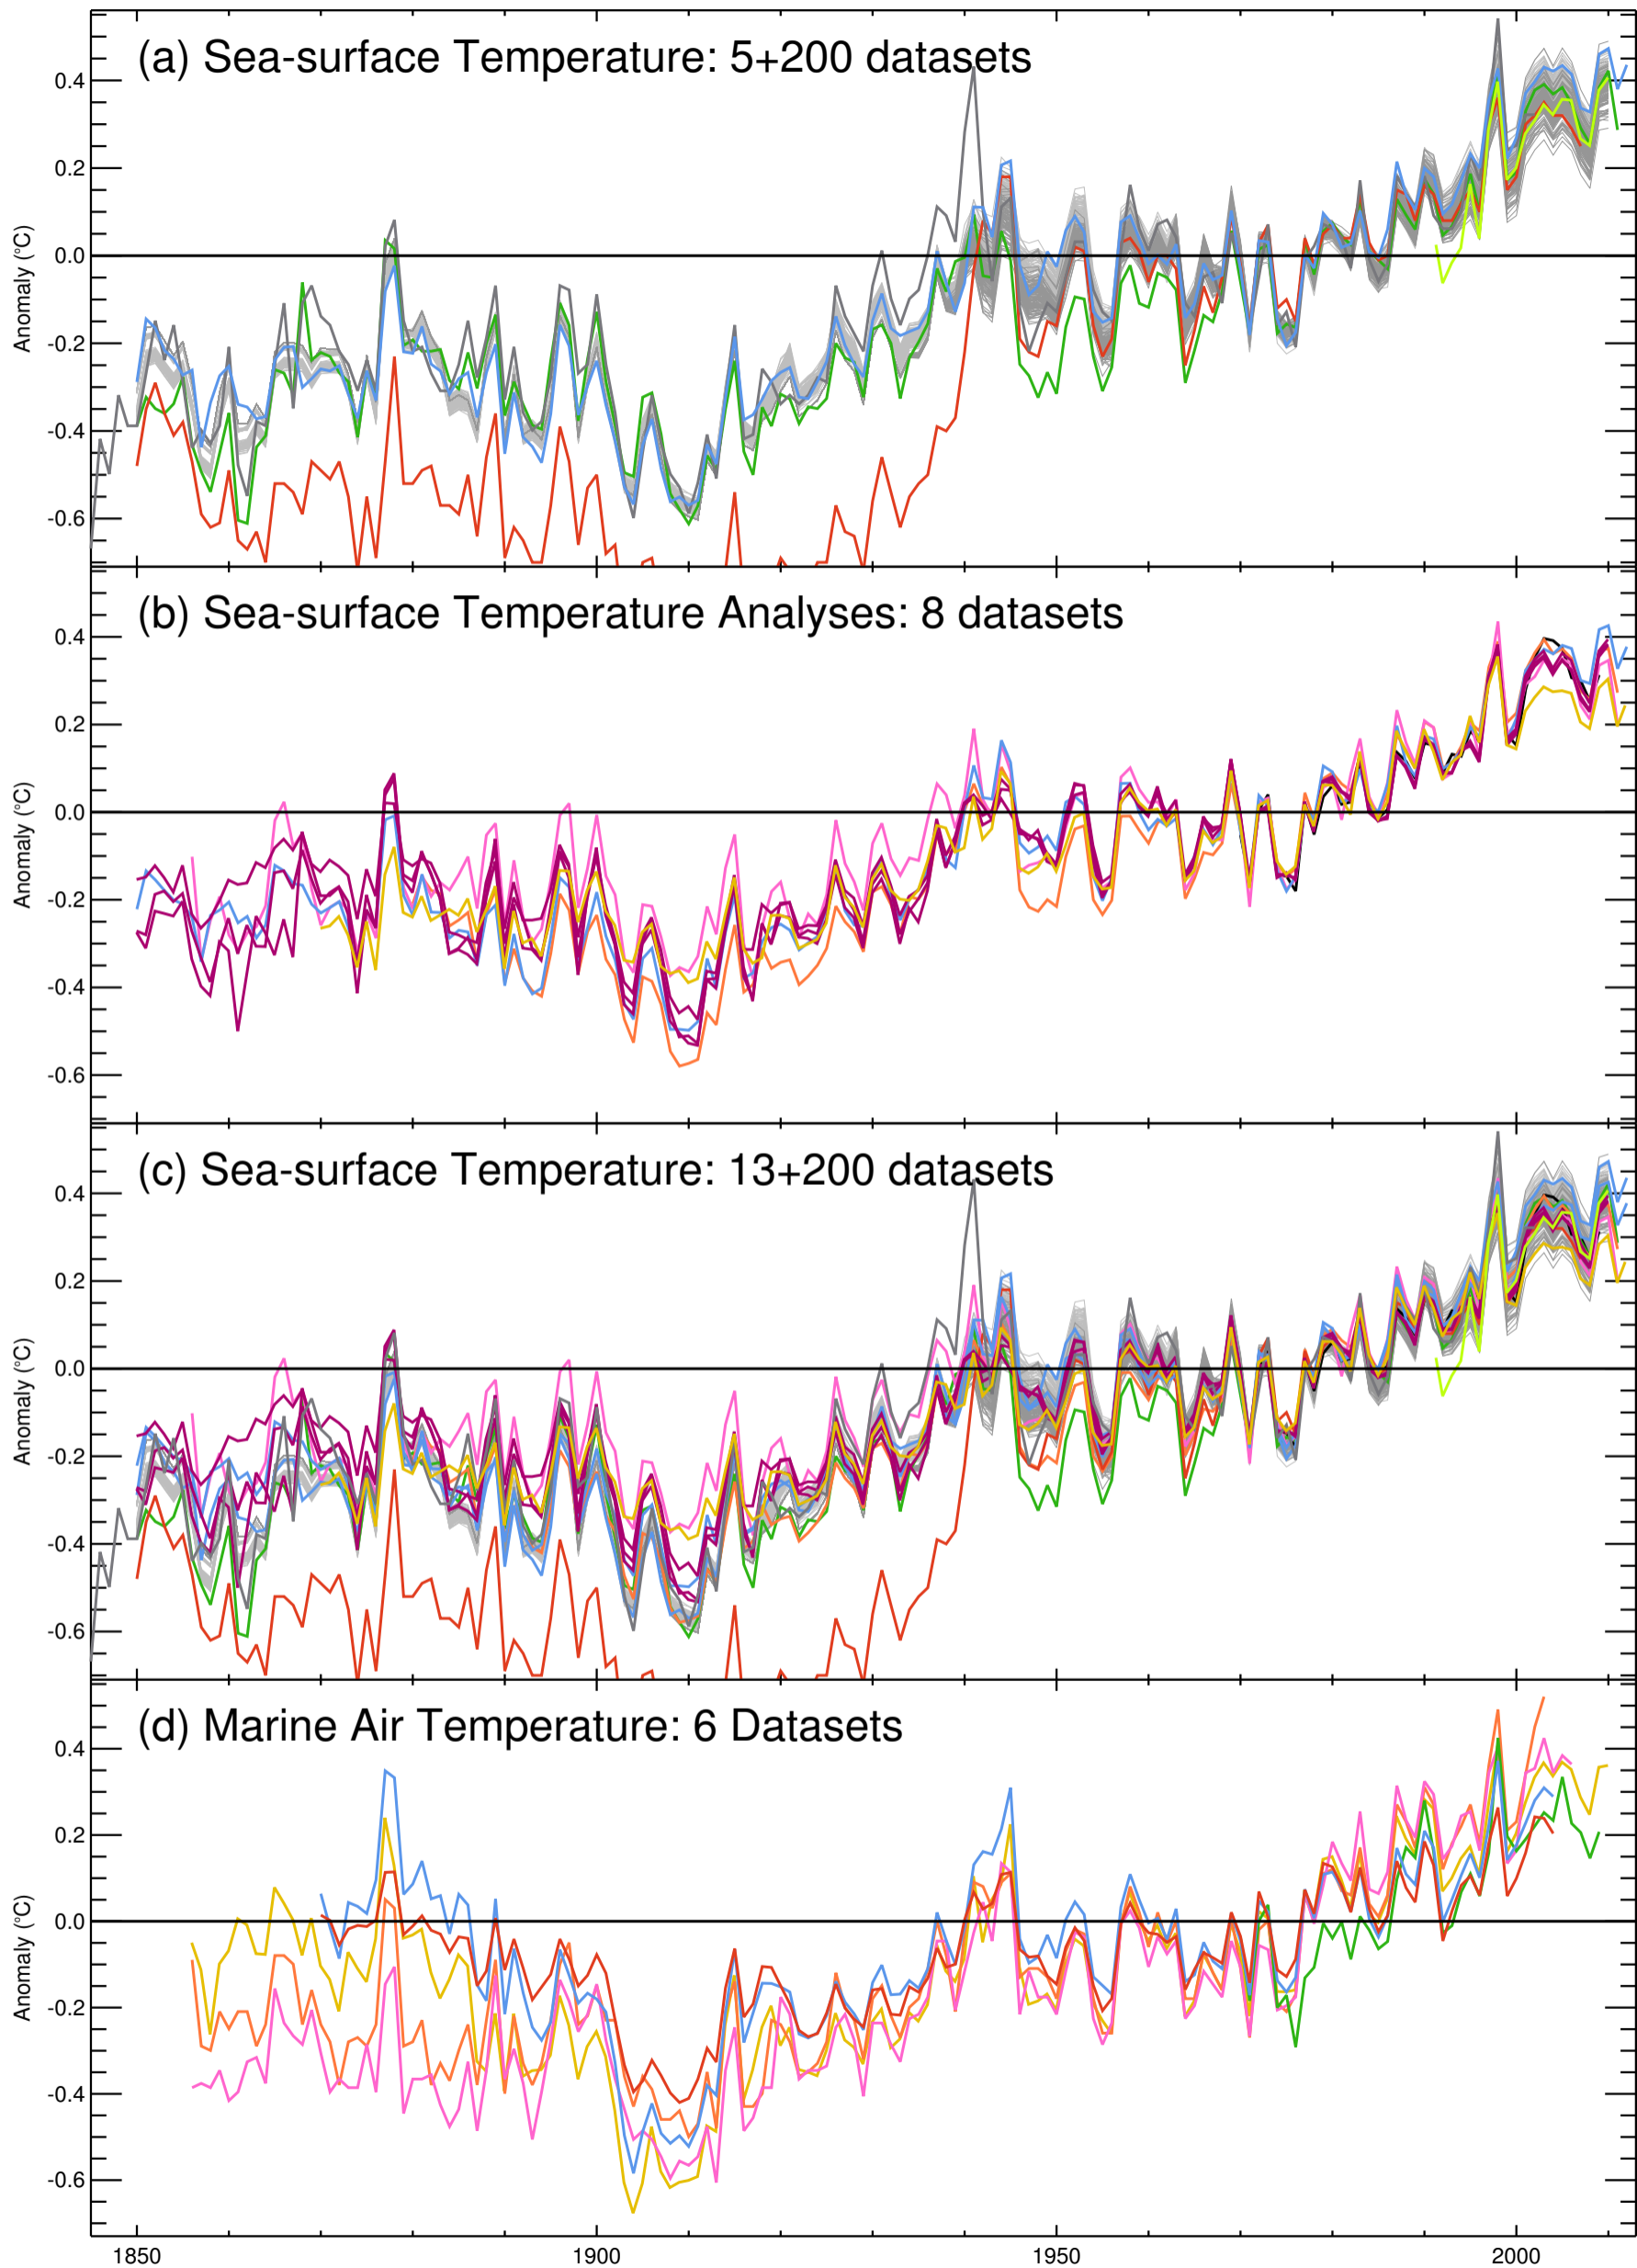 (a) Sea-surface Temperature: 5+200 datasets
0.4
0.2
0.0
-0.2
-0.4
-0.6
Anomaly (°C)
(b) Sea-surface Temperature Analyses: 8 datasets
0.4
0.2
0.0
-0.2
-0.4
-0.6
Anomaly (°C)
(c) Sea-surface Temperature: 13+200 datasets
0.4
0.2
0.0
-0.2
-0.4
-0.6
Anomaly (°C)
(d) Marine Air Temperature: 6 Datasets
0.4
0.2
0.0
-0.2
-0.4
-0.6
Anomaly (°C)
1850 1900 1950 2000